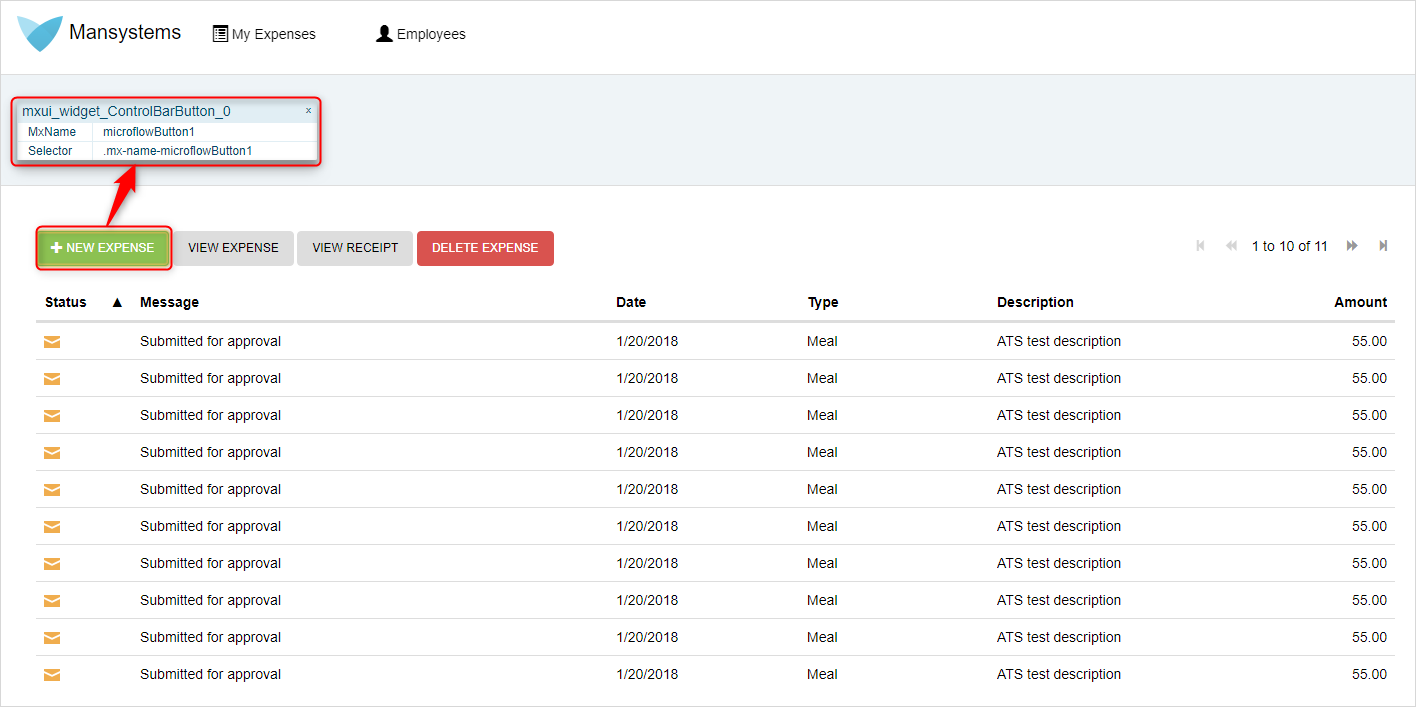 Mansystems My Expenses Employees
mxui_widget_ControlBarButton_0 x
MxName microflowButton1
Selector .mx-name-microflowButton1
NEW EXPENSE VIEW EXPENSE VIEW RECEIPT DELETE EXPENSE 1 to 10 of 11
Status ▲ Message Date Type Description Amount
Submitted for approval 1/20/2018 Meal ATS test description 55.00
Submitted for approval 1/20/2018 Meal ATS test description 55.00
Submitted for approval 1/20/2018 Meal ATS test description 55.00
Submitted for approval 1/20/2018 Meal ATS test description 55.00
Submitted for approval 1/20/2018 Meal ATS test description 55.00
Submitted for approval 1/20/2018 Meal ATS test description 55.00
Submitted for approval 1/20/2018 Meal ATS test description 55.00
Submitted for approval 1/20/2018 Meal ATS test description 55.00
Submitted for approval 1/20/2018 Meal ATS test description 55.00
Submitted for approval 1/20/2018 Meal ATS test description 55.00